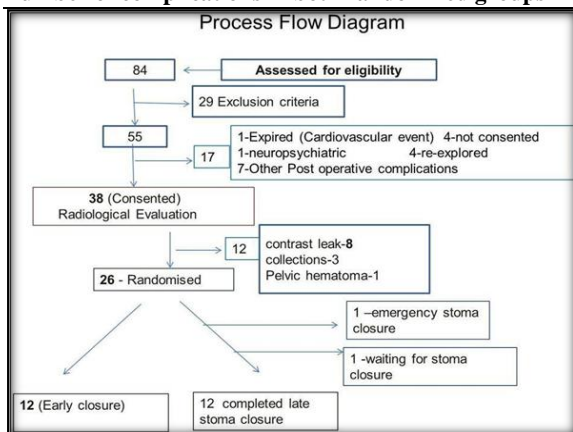 Process Flow Diagram
84
Assessed for eligibility
29 Exclusion criteria
55
17
1-Expired (Cardiovascular event) 4-not consented
1-neuropsychiatric 4-re-explored
7-Other Post operative complications
38 (Consented)
Radiological Evaluation
12
contrast leak-8
collections-3
Pelvic hematoma-1
26 - Randomised
1 –emergency stoma
closure
1 -waiting for stoma
closure
12 (Early closure)
12 completed late
stoma closure